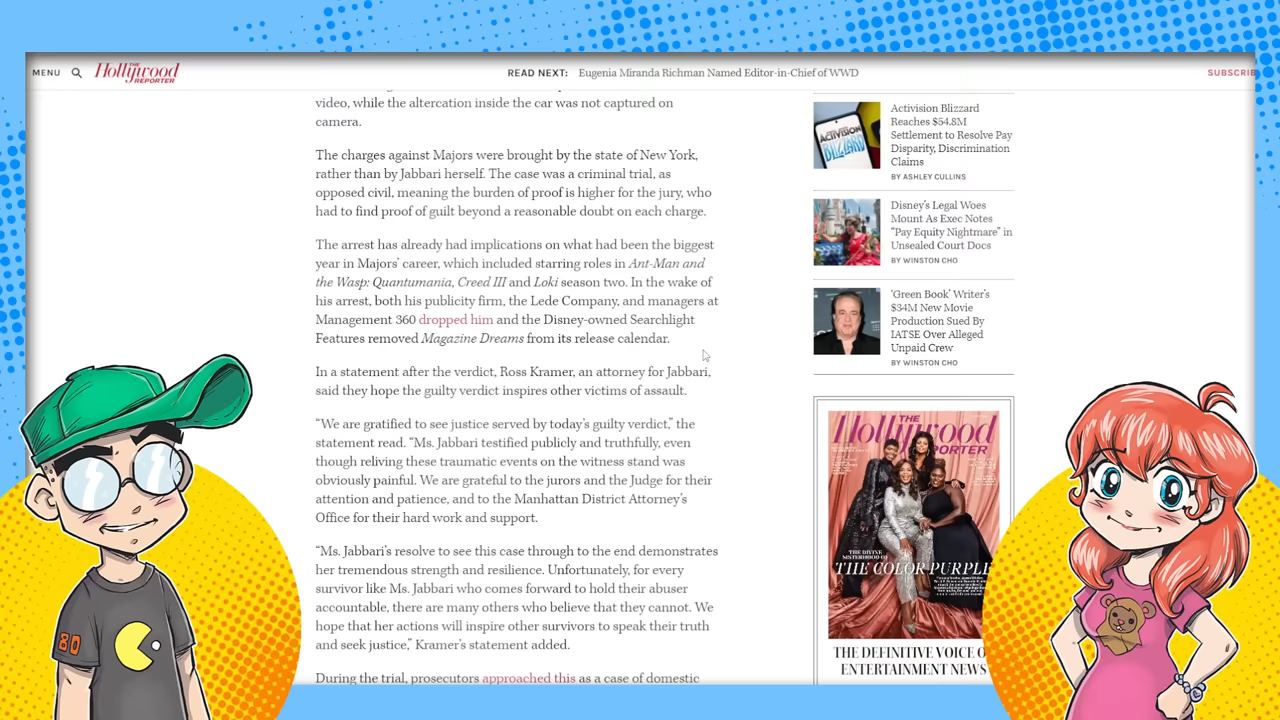 MENU
THE Hollywood REPORTER
READ NEXT: Eugenia Miranda Richman Named Editor-in-Chief of WWD
SUBSCRIB
video, while the altercation inside the car was not captured on
camera.
The charges against Majors were brought by the state of New York,
rather than by Jabbari herself. The case was a criminal trial, as
opposed civil, meaning the burden of proof is higher for the jury, who
had to find proof of guilt beyond a reasonable doubt on each charge.
The arrest has already had implications on what had been the biggest
year in Majors’ career, which included starring roles in Ant-Man and
the Wasp: Quantumania, Creed III and Loki season two. In the wake of
his arrest, both his publicity firm, the Lede Company, and managers at
Management 360 dropped him and the Disney-owned Searchlight
Features removed Magazine Dreams from its release calendar.
In a statement after the verdict, Ross Kramer, an attorney for Jabbari,
said they hope the guilty verdict inspires other victims of assault.
“We are gratified to see justice served by today’s guilty verdict,” the
statement read. “Ms. Jabbari testified publicly and truthfully, even
though reliving these traumatic events on the witness stand was
obviously painful. We are grateful to the jurors and the Judge for their
attention and patience, and to the Manhattan District Attorney’s
Office for their hard work and support.
“Ms. Jabbari’s resolve to see this case through to the end demonstrates
her tremendous strength and resilience. Unfortunately, for every
survivor like Ms. Jabbari who comes forward to hold their abuser
accountable, there are many others who believe that they cannot. We
hope that her actions will inspire other survivors to speak their truth
and seek justice,” Kramer’s statement added.
During the trial, prosecutors approached this as a case of domestic
ACTIVISION
BLIZZARD
Activision Blizzard
Reaches $54.8M
Settlement to Resolve Pay
Disparity, Discrimination
Claims
BY ASHLEY CULLINS
Disney’s Legal Woes
Mount As Exec Notes
“Pay Equity Nightmare” in
Unsealed Court Docs
BY WINSTON CHO
‘Green Book’ Writer’s
$34M New Movie
Production Sued By
IATSE Over Alleged
Unpaid Crew
BY WINSTON CHO
THE
Hollywood
REPORTER
THE DIVINE
SISTERHOOD OF
THE COLOR PURPLE
THE DEFINITIVE VOICE O
ENTERTAINMENT NEWS
80